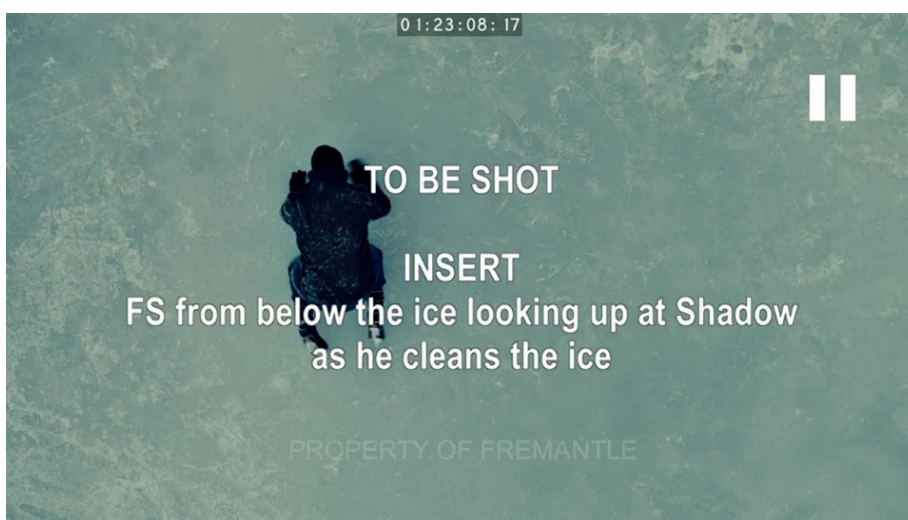 01:23:08:17
TO BE SHOT
INSERT
FS from below the ice looking up at Shadow
as he cleans the ice
PROPERTY OF FREMANTLE